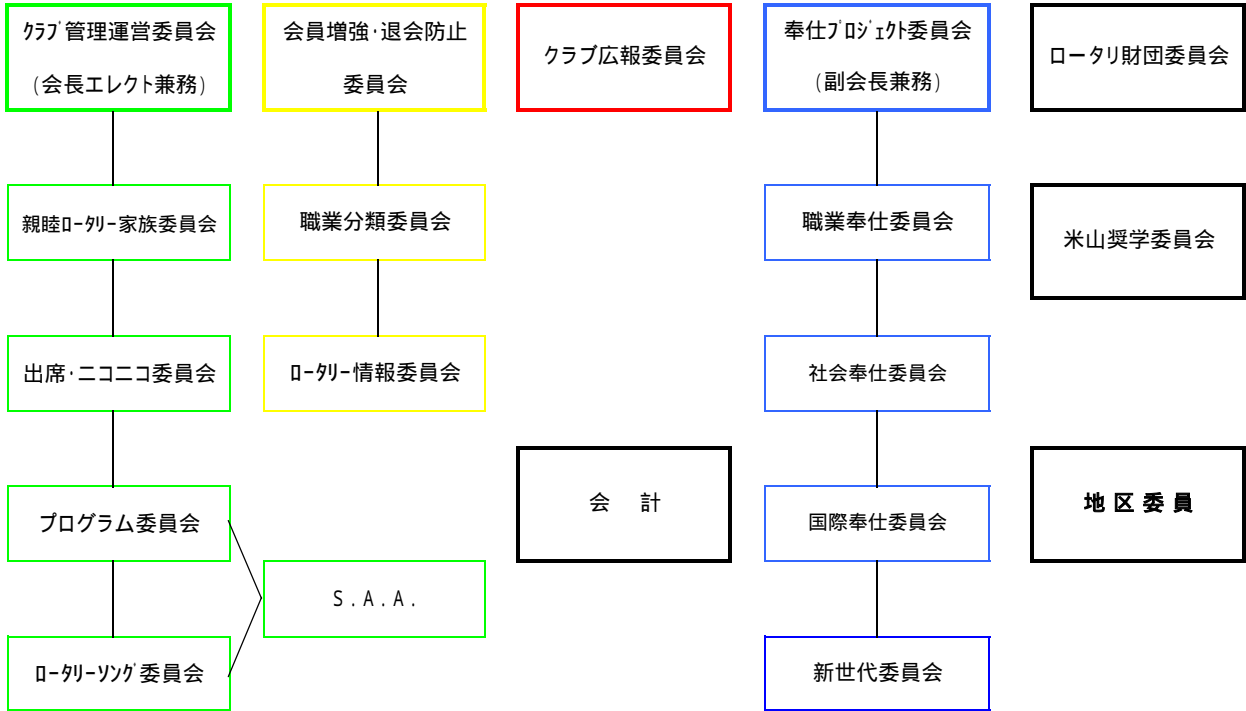 ｸﾗﾌﾞ管理運営委員会
(会長エレクト兼務)
会員増強・退会防止
委員会
クラブ広報委員会
奉仕ﾌﾟﾛｼﾞｪｸﾄ委員会
(副会長兼務)
ロータリ財団委員会
親睦ﾛｰﾀﾘｰ家族委員会
職業分類委員会
職業奉仕委員会
米山奨学委員会
出席・ニコニコ委員会
ﾛｰﾀﾘｰ情報委員会
社会奉仕委員会
プログラム委員会
会　計
国際奉仕委員会
地区委員
S.A.A.
ﾛｰﾀﾘｰｿﾝｸﾞ委員会
新世代委員会